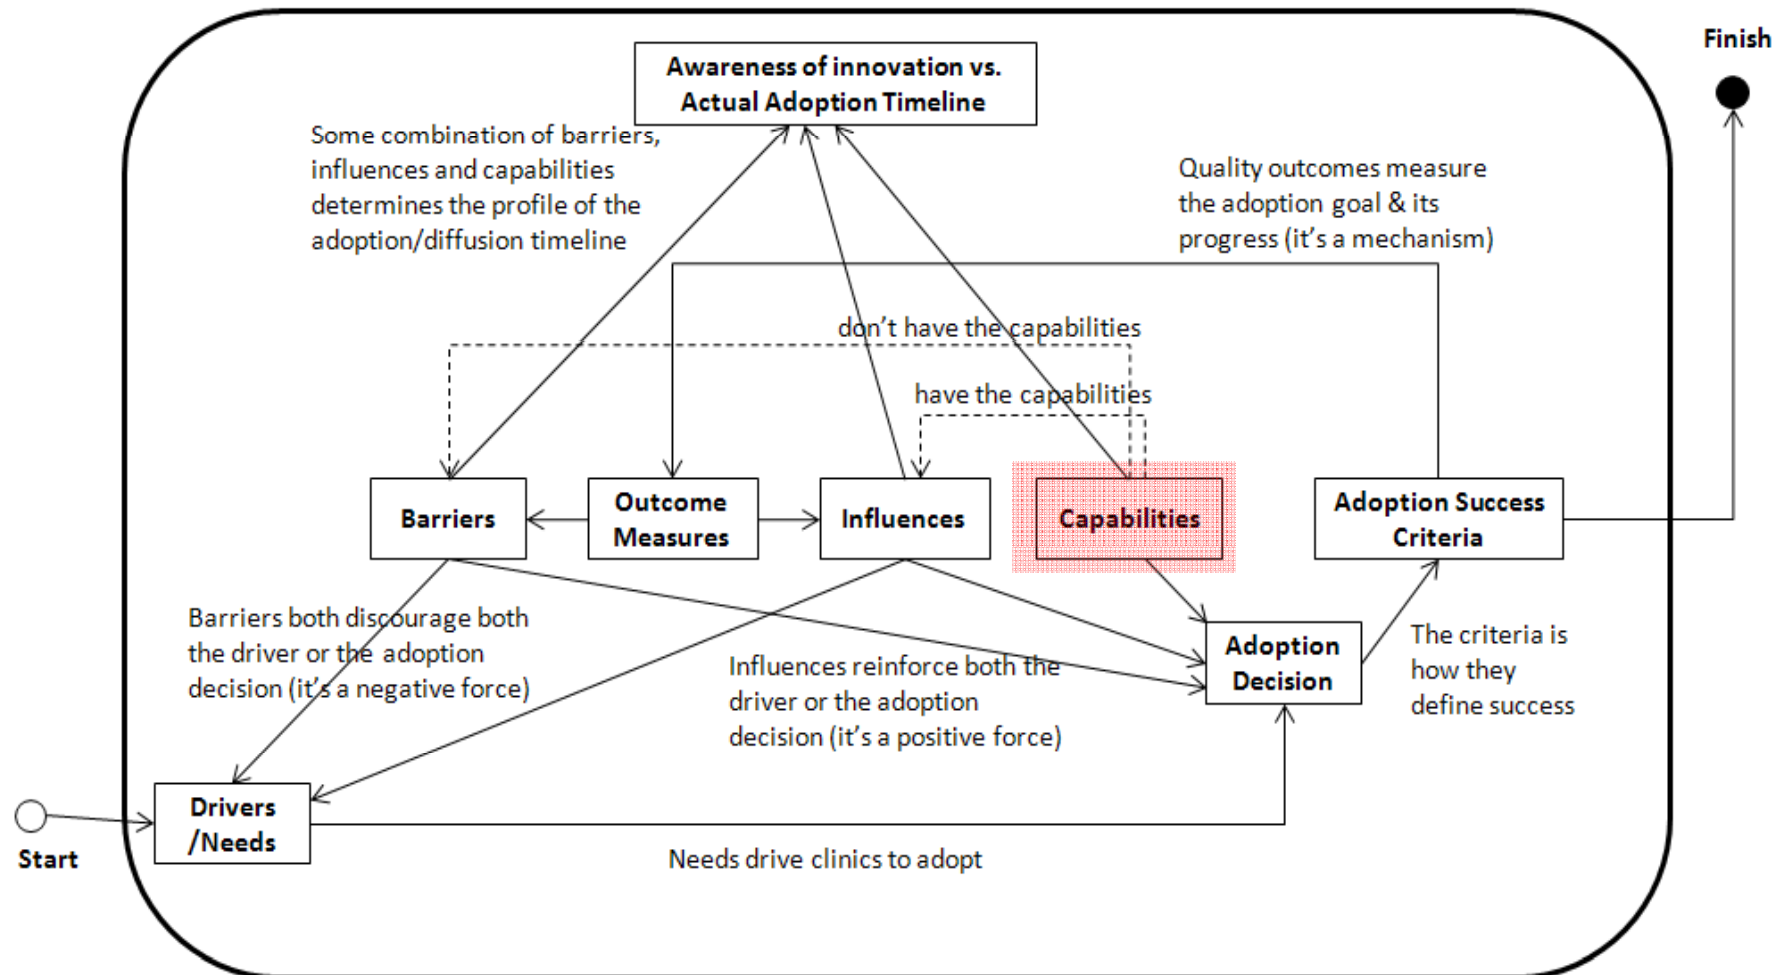 Finish
Awareness of innovation vs.
Actual Adoption Timeline
Some combination of barriers,
influences and capabilities
determines the profile of the
adoption/diffusion timeline
Quality outcomes measure
the adoption goal & its
progress (it's a mechanism)
don't have the capabilities
have the capabilities
Barriers
Outcome
Measures
Influences
Capabilities
Adoption Success
Criteria
Barriers both discourage both
the driver or the adoption
decision (it's a negative force)
Influences reinforce both the
driver or the adoption
decision (it's a positive force)
Adoption
Decision
The criteria is
how they
define success
Drivers
/Needs
Start
Needs drive clinics to adopt